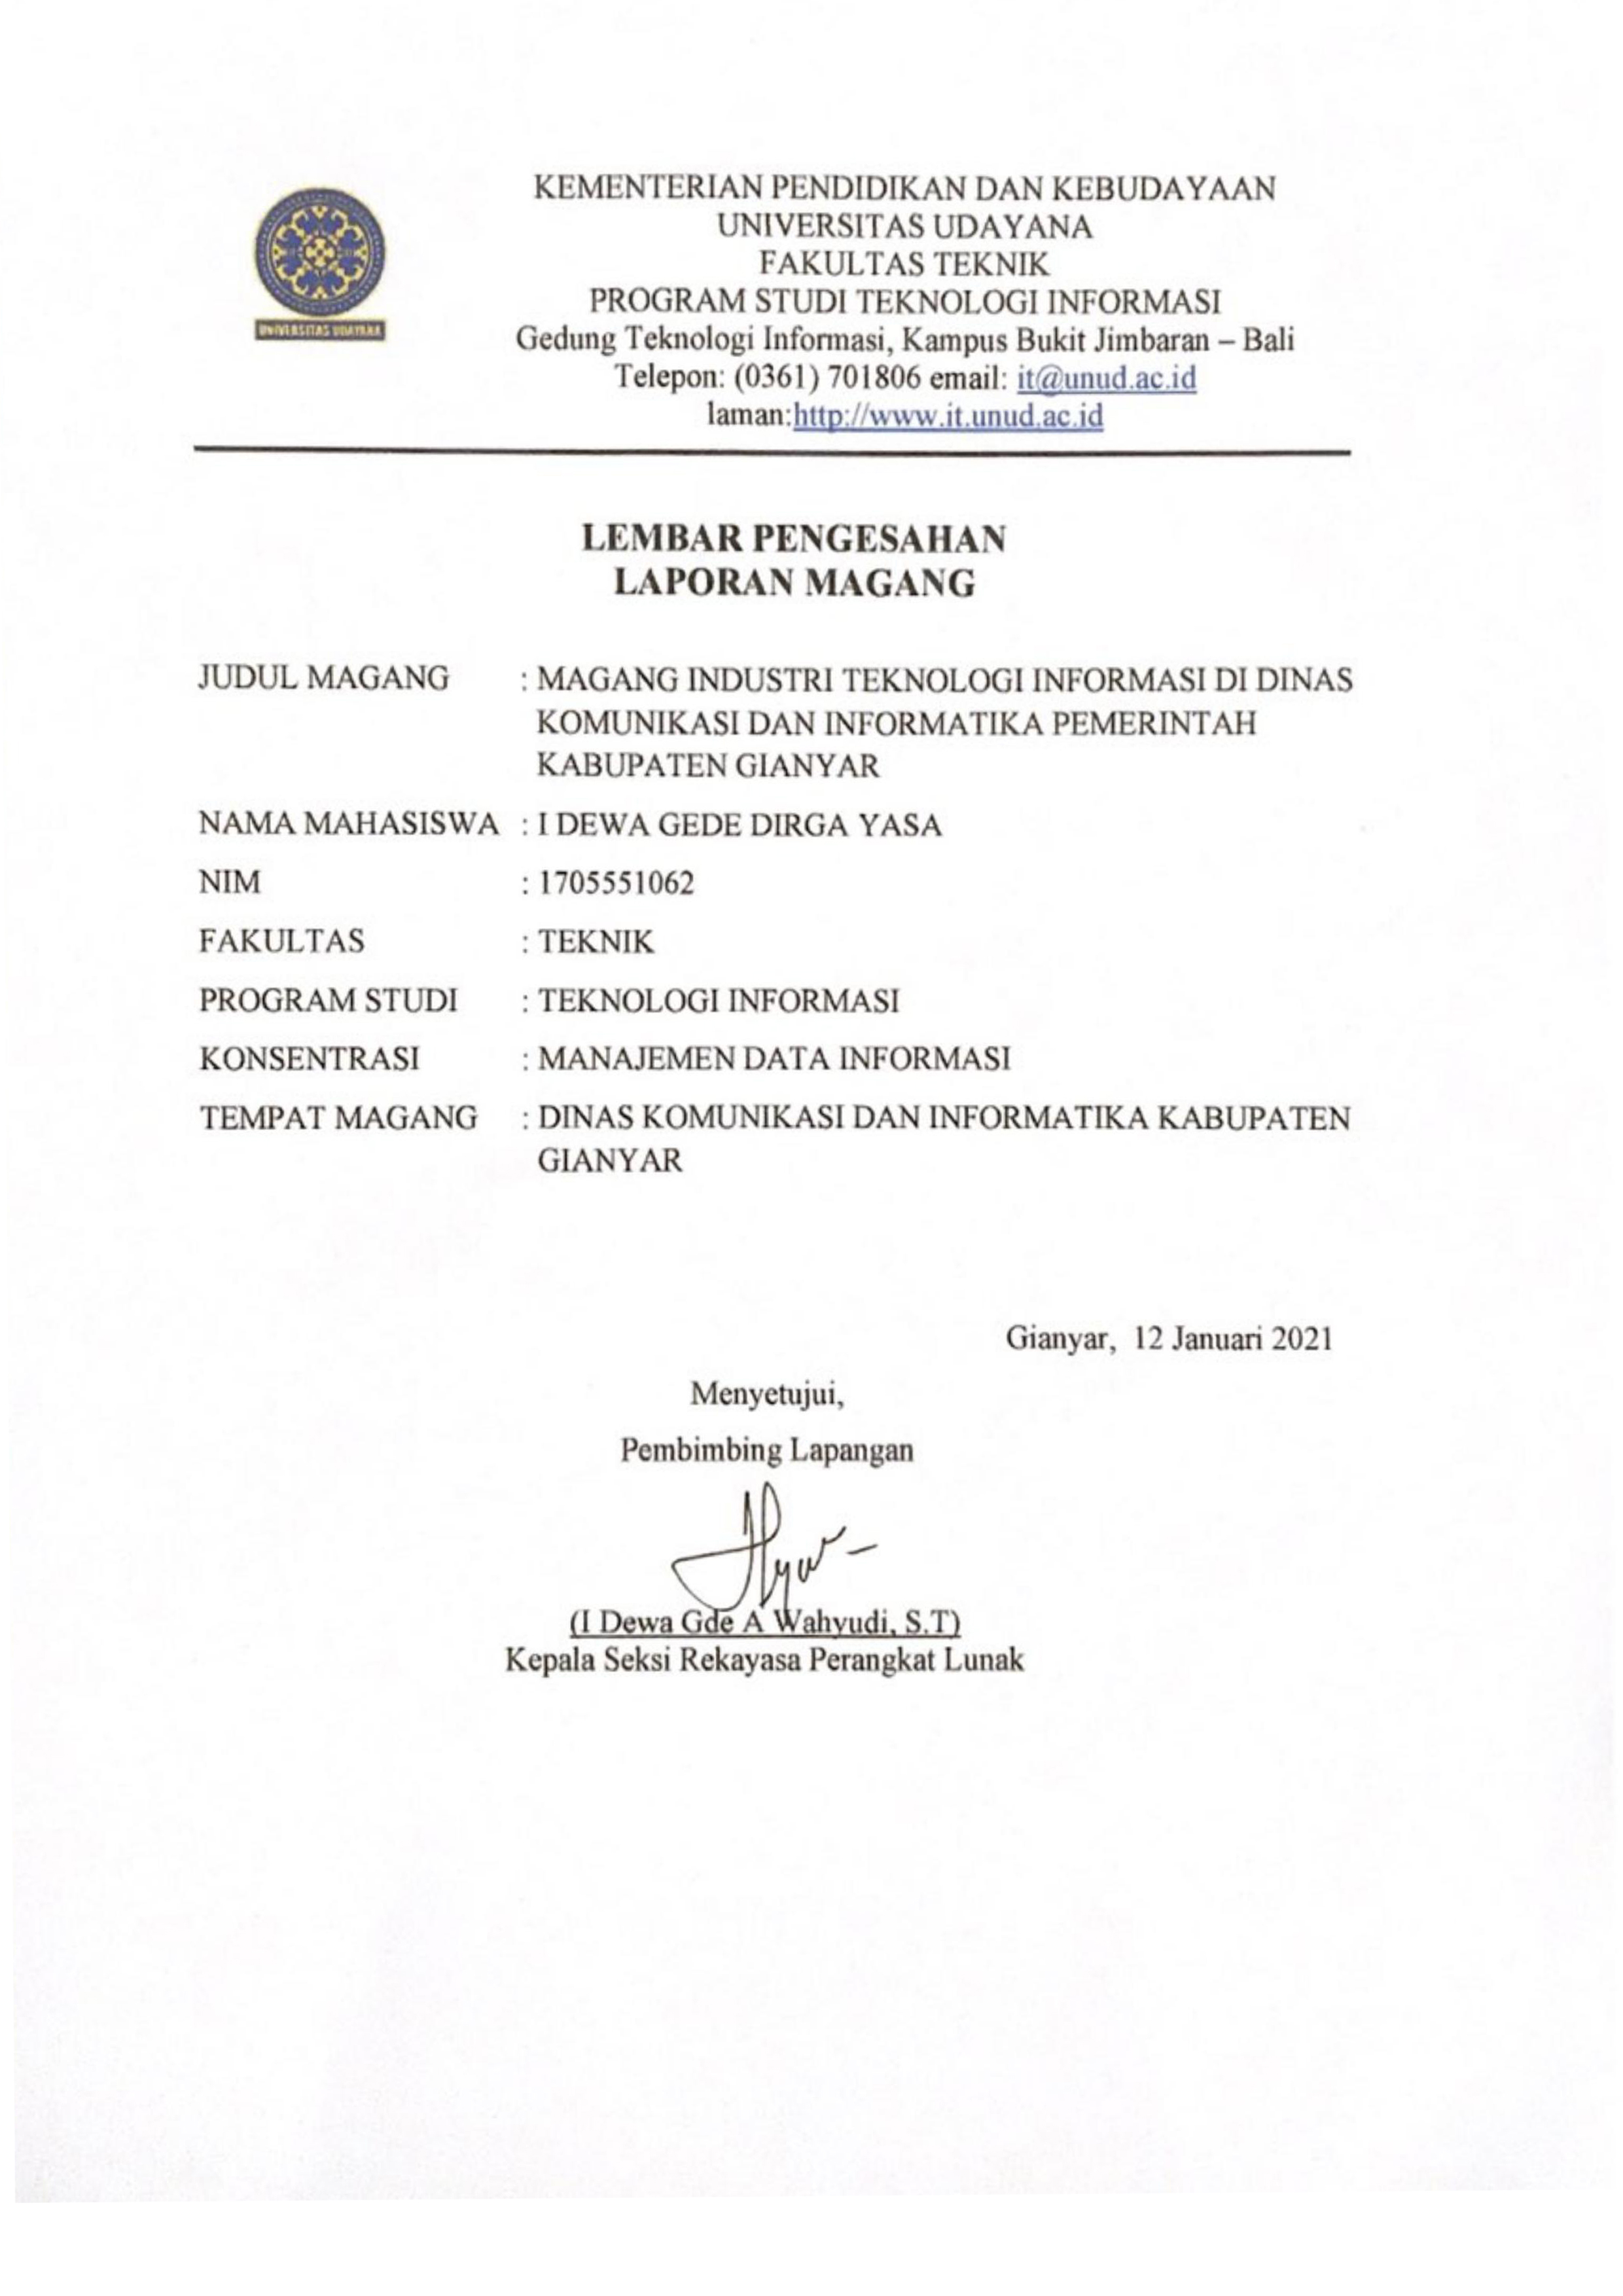 KEMENTERIAN PENDIDIKAN DAN KEBUDAYAAN
UNIVERSITAS UDAYANA
FAKULTAS TEKNIK
PROGRAM STUDI TEKNOLOGI INFORMASI
Gedung Teknologi Informasi, Kampus Bukit Jimbaran – Bali
Telepon: (0361) 701806 email: it@unud.ac.id
laman:http://www.it.unud.ac.id
UNIVERSITAS UDAYANA
LEMBAR PENGESAHAN
LAPORAN MAGANG
JUDUL MAGANG : MAGANG INDUSTRI TEKNOLOGI INFORMASI DI DINAS
KOMUNIKASI DAN INFORMATIKA PEMERINTAH
KABUPATEN GIANYAR
NAMA MAHASISWA : I DEWA GEDE DIRGA YASA
NIM : 1705551062
FAKULTAS : TEKNIK
PROGRAM STUDI : TEKNOLOGI INFORMASI
KONSENTRASI : MANAJEMEN DATA INFORMASI
TEMPAT MAGANG : DINAS KOMUNIKASI DAN INFORMATIKA KABUPATEN
GIANYAR
Gianyar, 12 Januari 2021
Menyetujui,
Pembimbing Lapangan
(I Dewa Gde A Wahyudi, S.T)
Kepala Seksi Rekayasa Perangkat Lunak